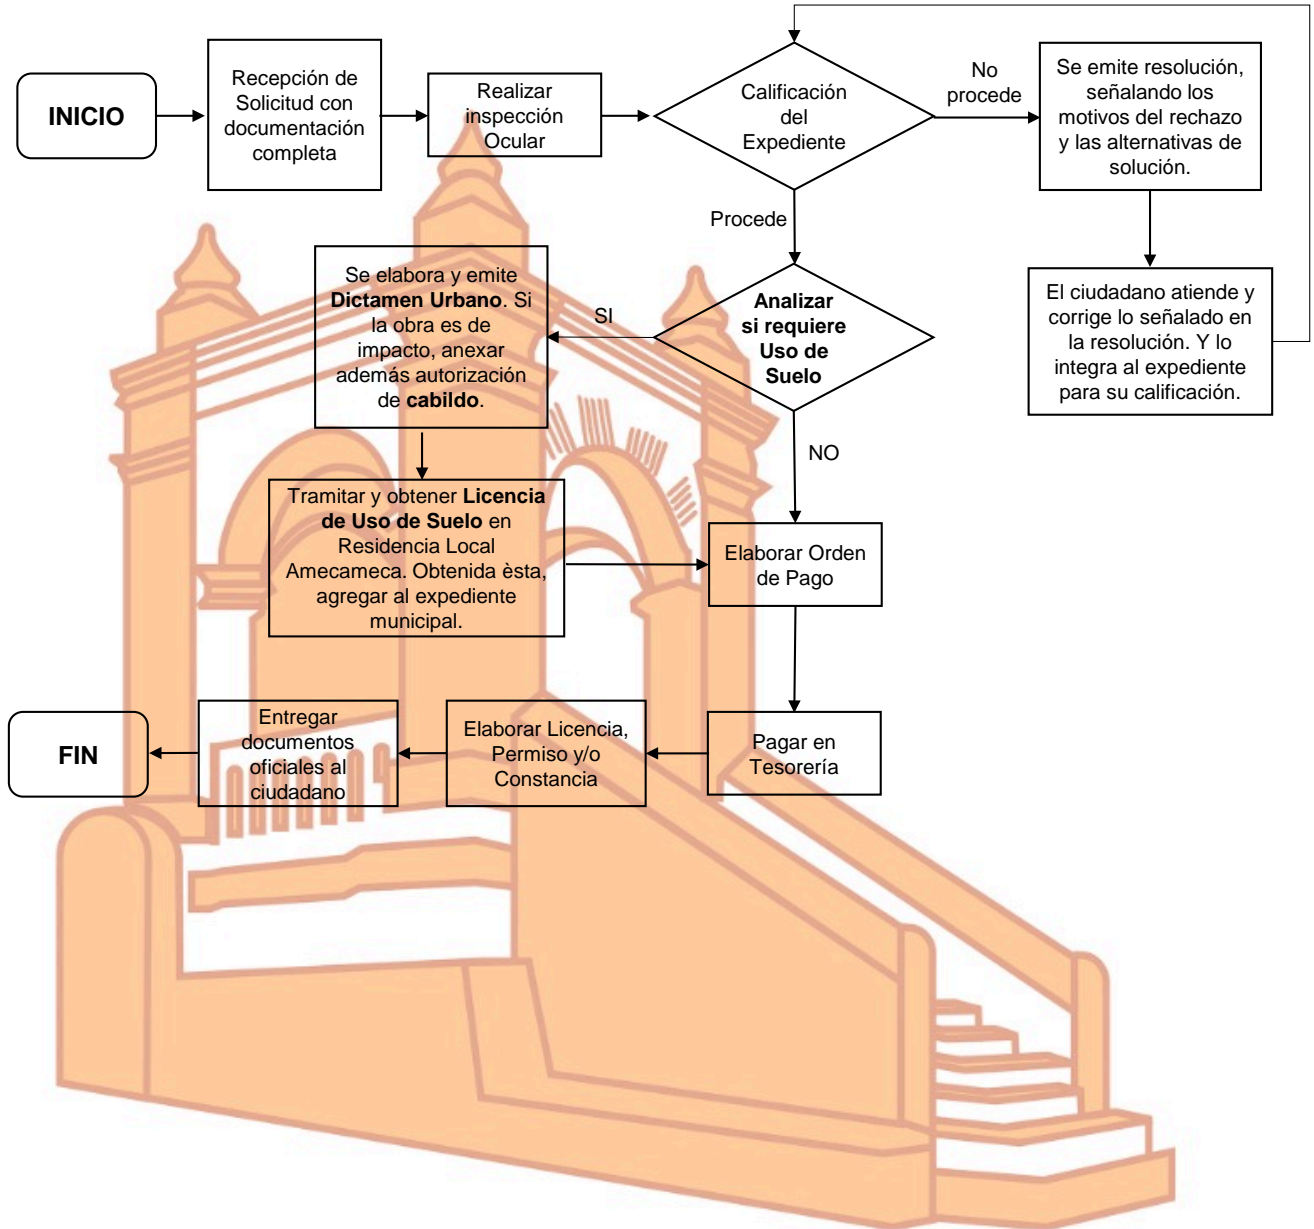 INICIO
Recepción de
Solicitud con
documentación
completa
Realizar
inspección
Ocular
Calificación
del
Expediente
No
procede
Se emite resolución,
señalando los
motivos del rechazo
y las alternativas de
solución.
El ciudadano atiende y
corrige lo señalado en
la resolución. Y lo
integra al expediente
para su calificación.
Procede
Analizar
si requiere
Uso de
Suelo
SI
Se elabora y emite
Dictamen Urbano. Si
la obra es de
impacto, anexar
además autorización
de cabildo.
Tramitar y obtener Licencia
de Uso de Suelo en
Residencia Local
Amecameca. Obtenida èsta,
agregar al expediente
municipal.
NO
Elaborar Orden
de Pago
Pagar en
Tesorería
Elaborar Licencia,
Permiso y/o
Constancia
Entregar
documentos
oficiales al
ciudadano
FIN